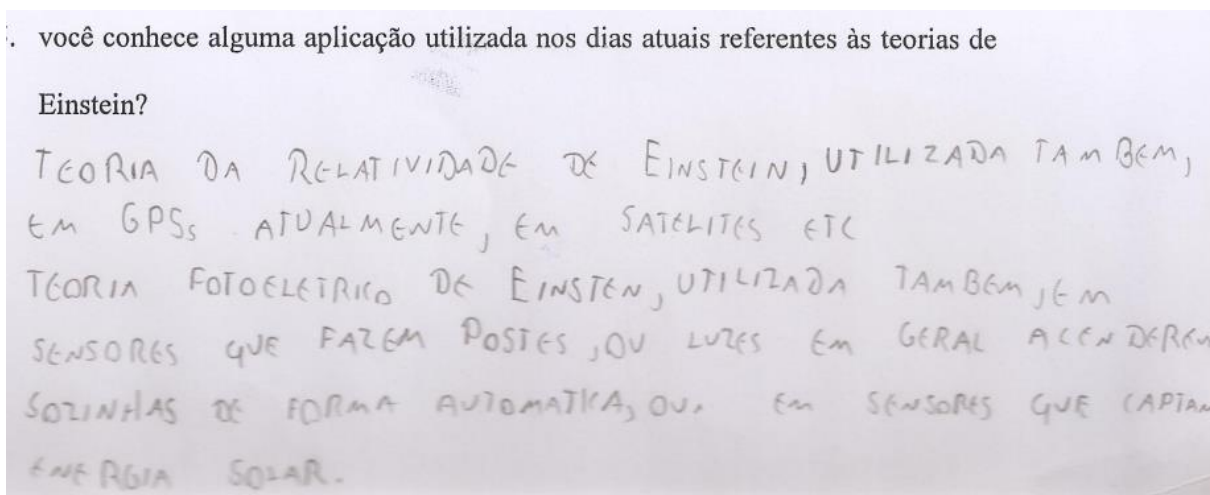 . você conhece alguma aplicação utilizada nos dias atuais referentes às teorias de
Einstein?
TEORIA DA RELATIVIDADE DE EINSTEIN, UTILIZADA TAMBEM,
EM GPSs ATUALMENTE, EM SATELITES ETC
TEORIA FOTOELETRICO DE EINSTEN, UTILIZADA TAMBEM, EM
SENSORES QUE FAZEM POSTES, OU LUZES EM GERAL ACENDEREM
SOZINHAS DE FORMA AUTOMATICA, OU, EM SENSORES QUE CAPTAM
ENERGIA SOLAR.